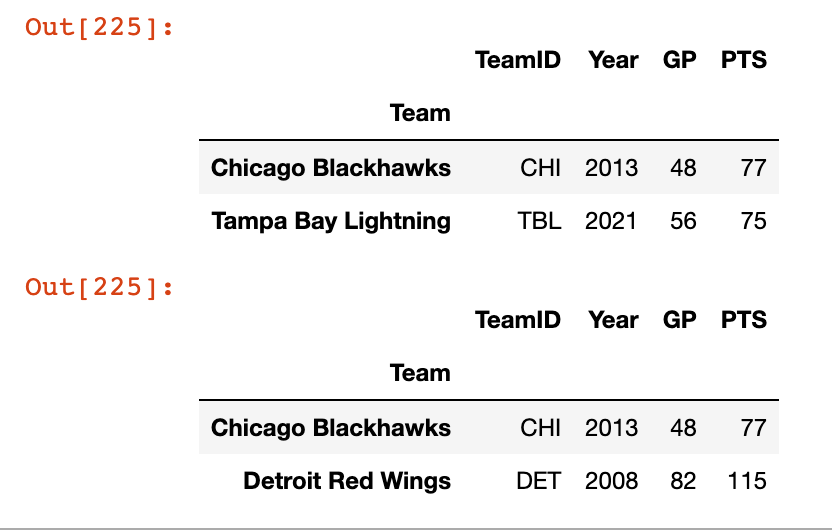 Out[225]:
TeamID Year GP PTS
Team
Chicago Blackhawks CHI 2013 48 77
Tampa Bay Lightning TBL 2021 56 75
Out[225]:
TeamID Year GP PTS
Team
Chicago Blackhawks CHI 2013 48 77
Detroit Red Wings DET 2008 82 115